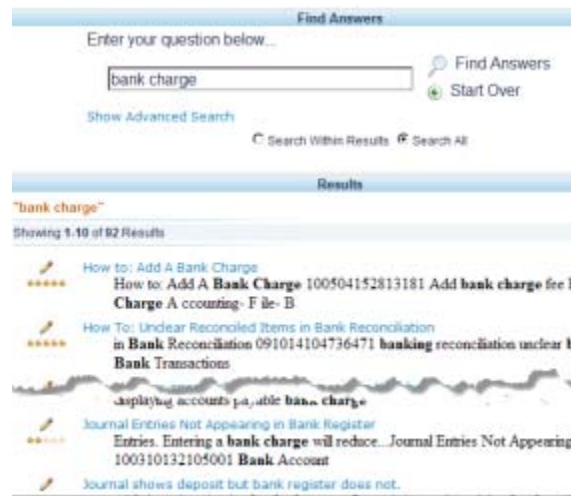 Find Answers
Enter your question below...
bank charge
Find Answers
Start Over
Show Advanced Search
Search Within Results Search All
Results
"bank charge"
Showing 1-10 of 92 Results
How to: Add A Bank Charge
How to: Add A Bank Charge 100504152813181 Add bank charge fee
Charge A ccounting- F ile- B
How To: Unclear Reconciled Items in Bank Reconciliation
in Bank Reconciliation 091014104736471 banking reconciliation unclear
Bank Transactions
displaying accounts payable bank charge
Journal Entries Not Appearing in Bank Register
Entries. Entering a bank charge will reduce...Journal Entries Not Appearing
100310132105001 Bank Account
Journal shows deposit but bank register does not.